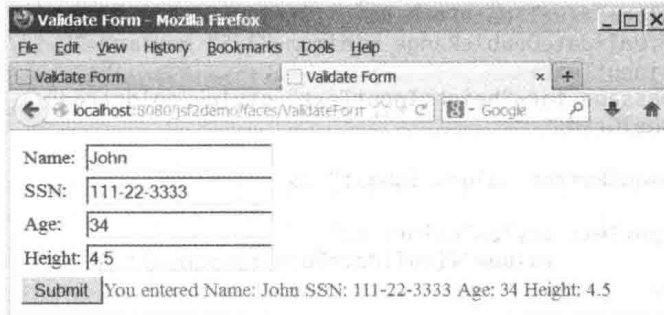 Validate Form - Mozilla Firefox
File Edit View History Bookmarks Tools Help
Validate Form
Validate Form × +
localhost:8080/jsf2demo/faces/ValidateForm Google
Name: John
SSN: 111-22-3333
Age: 34
Height: 4.5
Submit You entered Name: John SSN: 111-22-3333 Age: 34 Height: 4.5